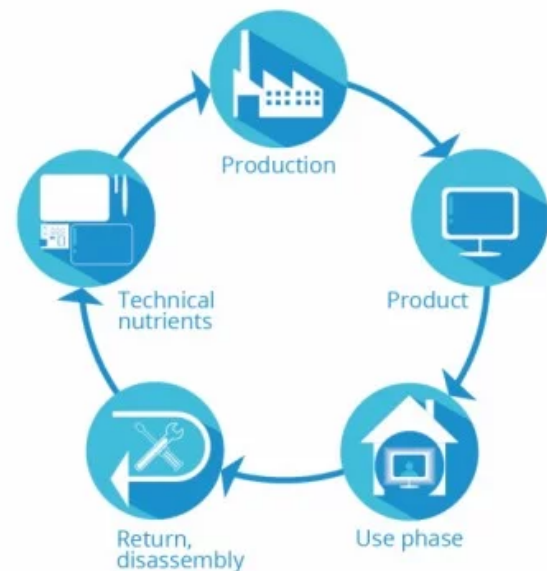 Production
Product
Use phase
Return,
disassembly
Technical
nutrients